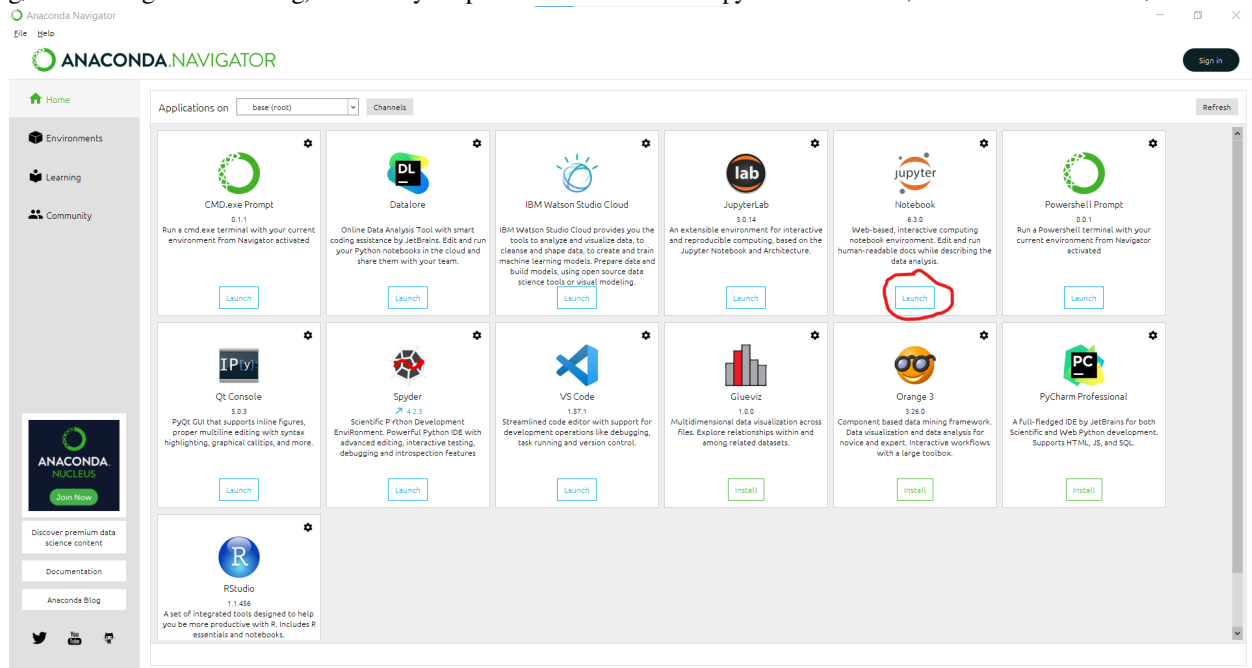 Anaconda Navigator
File Help
ANACONDA.NAVIGATOR
Sign in
Home
Environments
Learning
Community
Applications on base (root) Channels
Refresh
CMD.exe Prompt
0.1.1
Run a cmd.exe terminal with your current
environment from Navigator activated
Launch
DL
Datalore
Online Data Analysis Tool with smart
coding assistance by JetBrains. Edit and run
your Python notebooks in the cloud and
share them with your team.
Launch
IBM Watson Studio Cloud
IBM Watson Studio Cloud provides you the
tools to analyze and visualize data, to
cleanse and shape data, to create and train
machine learning models. Prepare data and
build models, using open source data
science tools or visual modeling.
Launch
lab
JupyterLab
3.0.14
An extensible environment for interactive
and reproducible computing, based on the
Jupyter Notebook and Architecture.
Launch
jupyter
Notebook
6.3.0
Web-based, interactive computing
notebook environment. Edit and run
human-readable docs while describing the
data analysis.
Launch
Powershell Prompt
0.0.1
Run a Powershell terminal with your
current environment from Navigator
activated
Launch
IP[y]:
Qt Console
5.0.3
PyQt GUI that supports inline figures,
proper multiline editing with syntax
highlighting, graphical calltips, and more.
Launch
Spyder
4.2.5
Scientific PYthon Development
EnviRonment. Powerful Python IDE with
advanced editing, interactive testing,
debugging and introspection features
Launch
VS Code
1.57.1
Streamlined code editor with support for
development operations like debugging,
task running and version control.
Launch
Glueviz
1.0.0
Multidimensional data visualization across
files. Explore relationships within and
among related datasets.
Install
Orange 3
3.26.0
Component based data mining framework.
Data visualization and data analysis for
novice and expert. Interactive workflows
with a large toolbox.
Install
PC
PyCharm Professional
A full-fledged IDE by JetBrains for both
Scientific and Web Python development.
Supports HTML, JS, and SQL.
Install
R
RStudio
1.1.456
A set of integrated tools designed to help
you be more productive with R. Includes R
essentials and notebooks.
ANACONDA.
NUCLEUS
Join Now
Discover premium data
science content
Documentation
Anaconda Blog
You
Tube